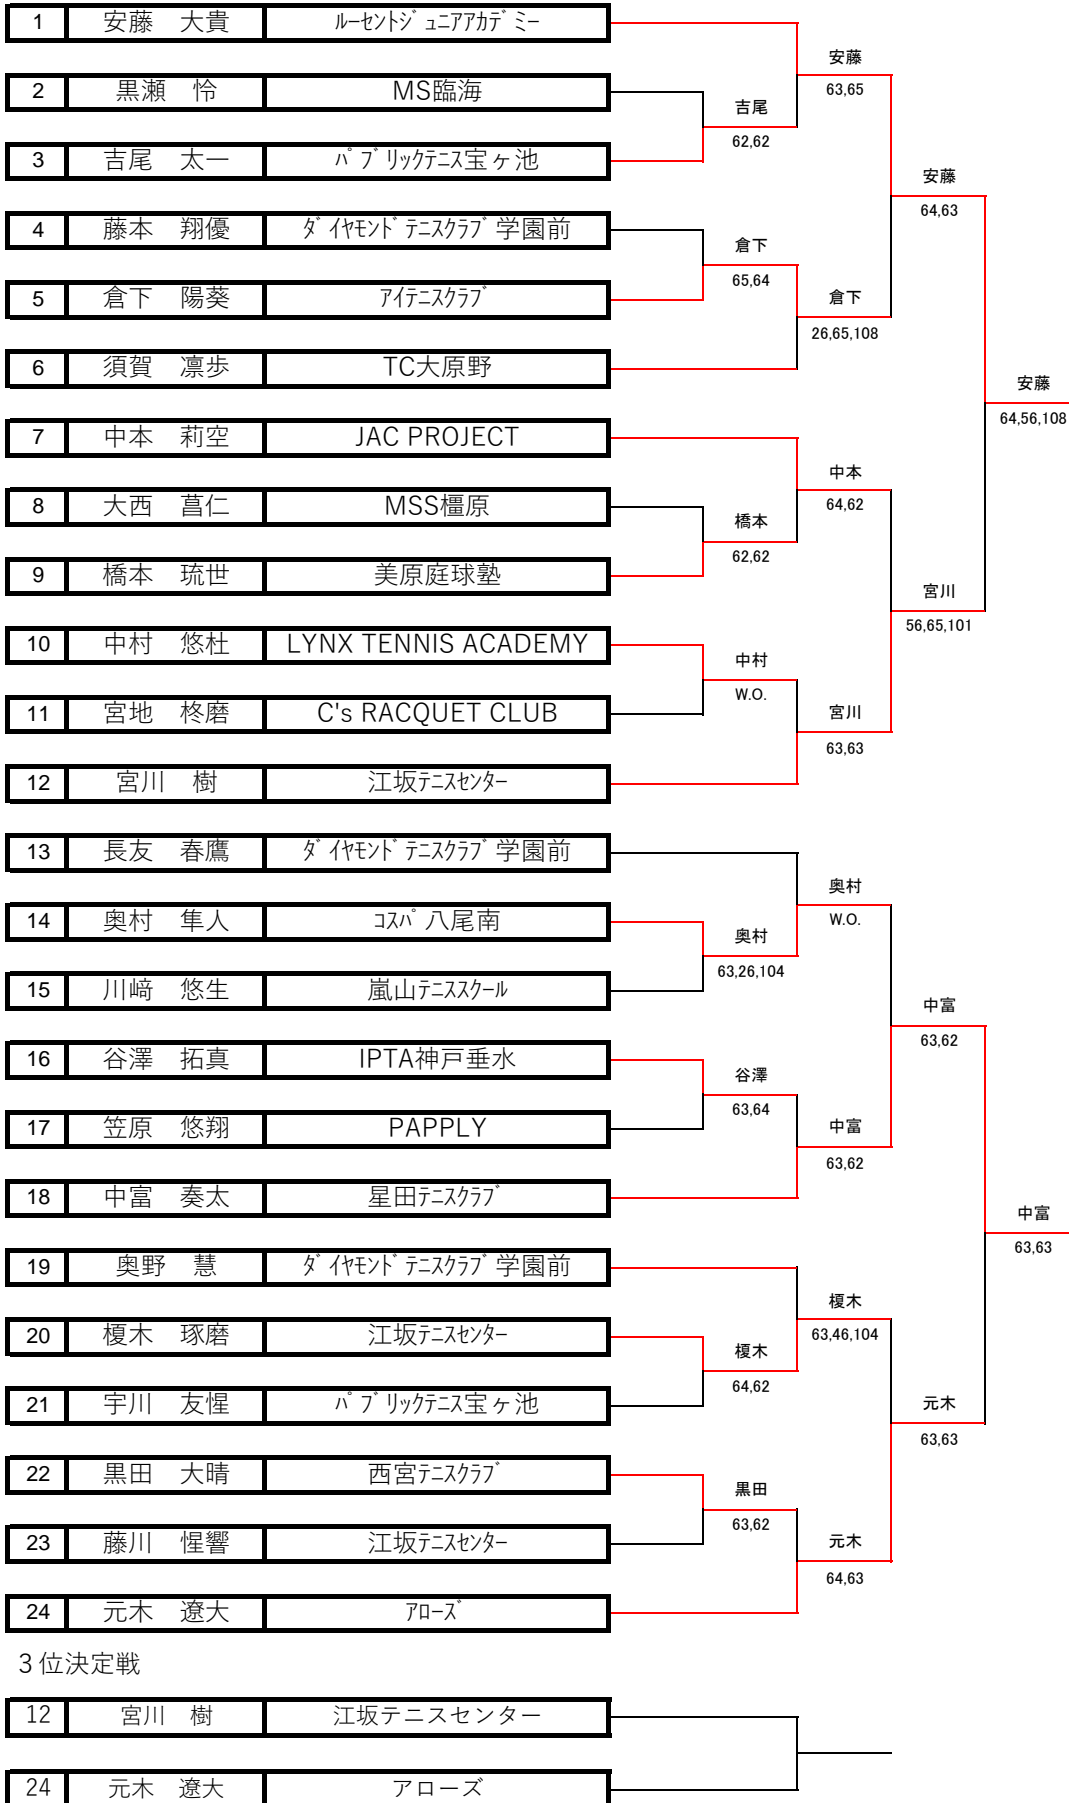 1 安藤 大貴 ルーセントジュニアアカデミー
安藤
63,65
2 黒瀬 怜 MS臨海
吉尾
62,62
3 吉尾 太一 パブリックテニス宝ヶ池
安藤
64,63
4 藤本 翔優 ダイヤモンドテニスクラブ学園前
倉下
65,64
5 倉下 陽葵 アイテニスクラブ
倉下
26,65,108
6 須賀 凛歩 TC大原野
安藤
64,56,108
7 中本 莉空 JAC PROJECT
中本
64,62
8 大西 菖仁 MSS橿原
橋本
62,62
9 橋本 琉世 美原庭球塾
宮川
56,65,101
10 中村 悠杜 LYNX TENNIS ACADEMY
中村
W.O.
11 宮地 柊磨 C's RACQUET CLUB
宮川
63,63
12 宮川 樹 江坂テニスセンター
13 長友 春鷹 ダイヤモンドテニスクラブ学園前
奥村
W.O.
14 奥村 隼人 コスパ八尾南
奥村
63,26,104
15 川﨑 悠生 嵐山テニススクール
中富
63,62
16 谷澤 拓真 IPTA神戸垂水
谷澤
63,64
17 笠原 悠翔 PAPPLY
中富
63,62
18 中富 奏太 星田テニスクラブ
中富
63,63
19 奥野 慧 ダイヤモンドテニスクラブ学園前
榎木
63,46,104
20 榎木 琢磨 江坂テニスセンター
榎木
64,62
21 宇川 友惺 パブリックテニス宝ヶ池
元木
63,63
22 黒田 大晴 西宮テニスクラブ
黒田
63,62
23 藤川 惺響 江坂テニスセンター
元木
64,63
24 元木 遼大 アローズ
３位決定戦
12 宮川 樹 江坂テニスセンター
24 元木 遼大 アローズ